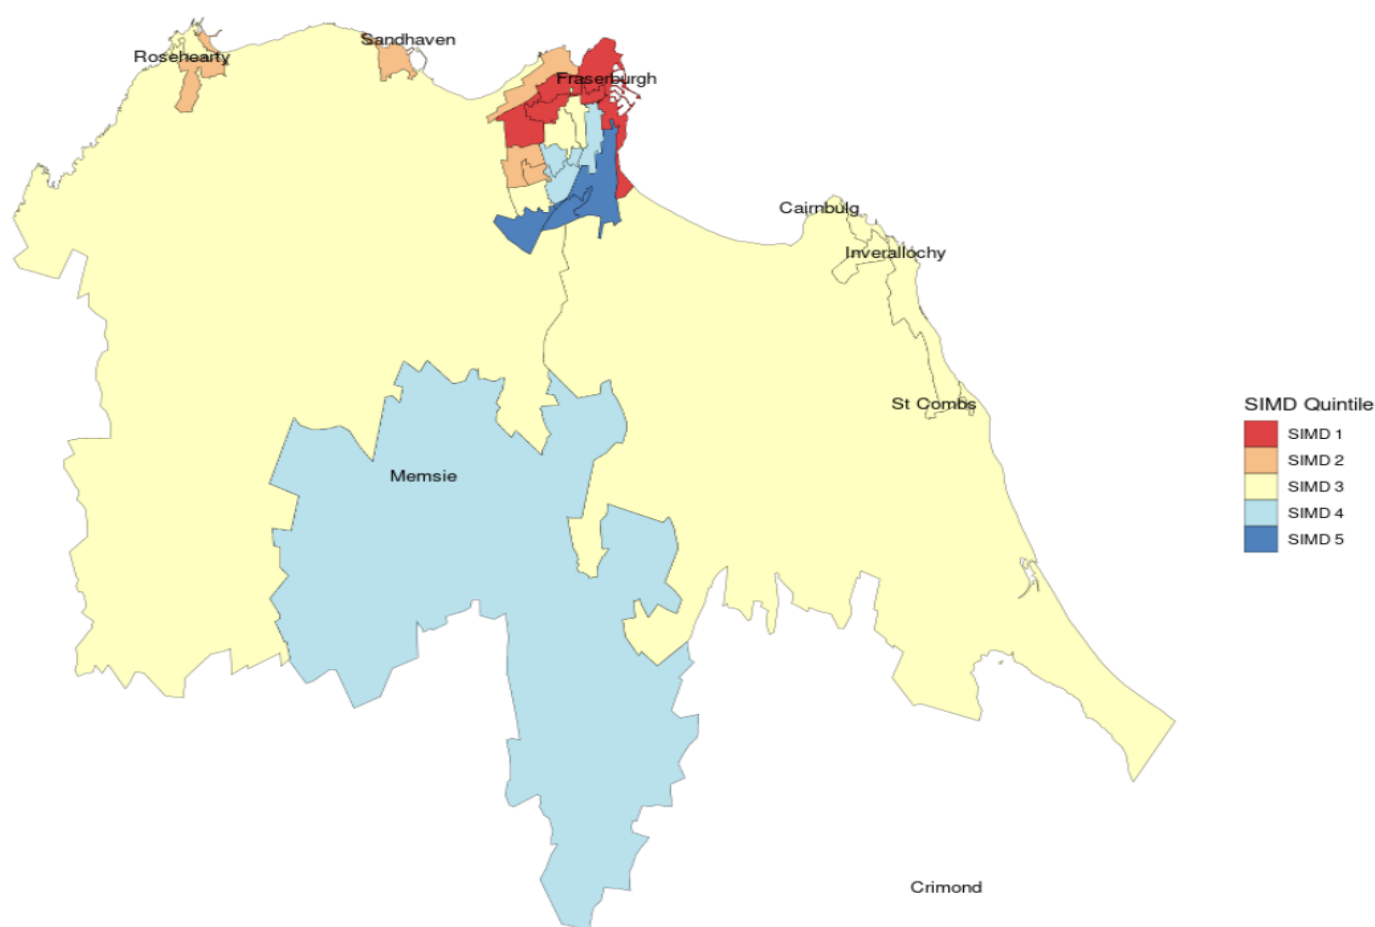 Sandhaven
Rosehearty
Fraserburgh
Cairnbulg
Inverallochy
St Combs
Memsie
Crimond
SIMD Quintile
SIMD 1
SIMD 2
SIMD 3
SIMD 4
SIMD 5